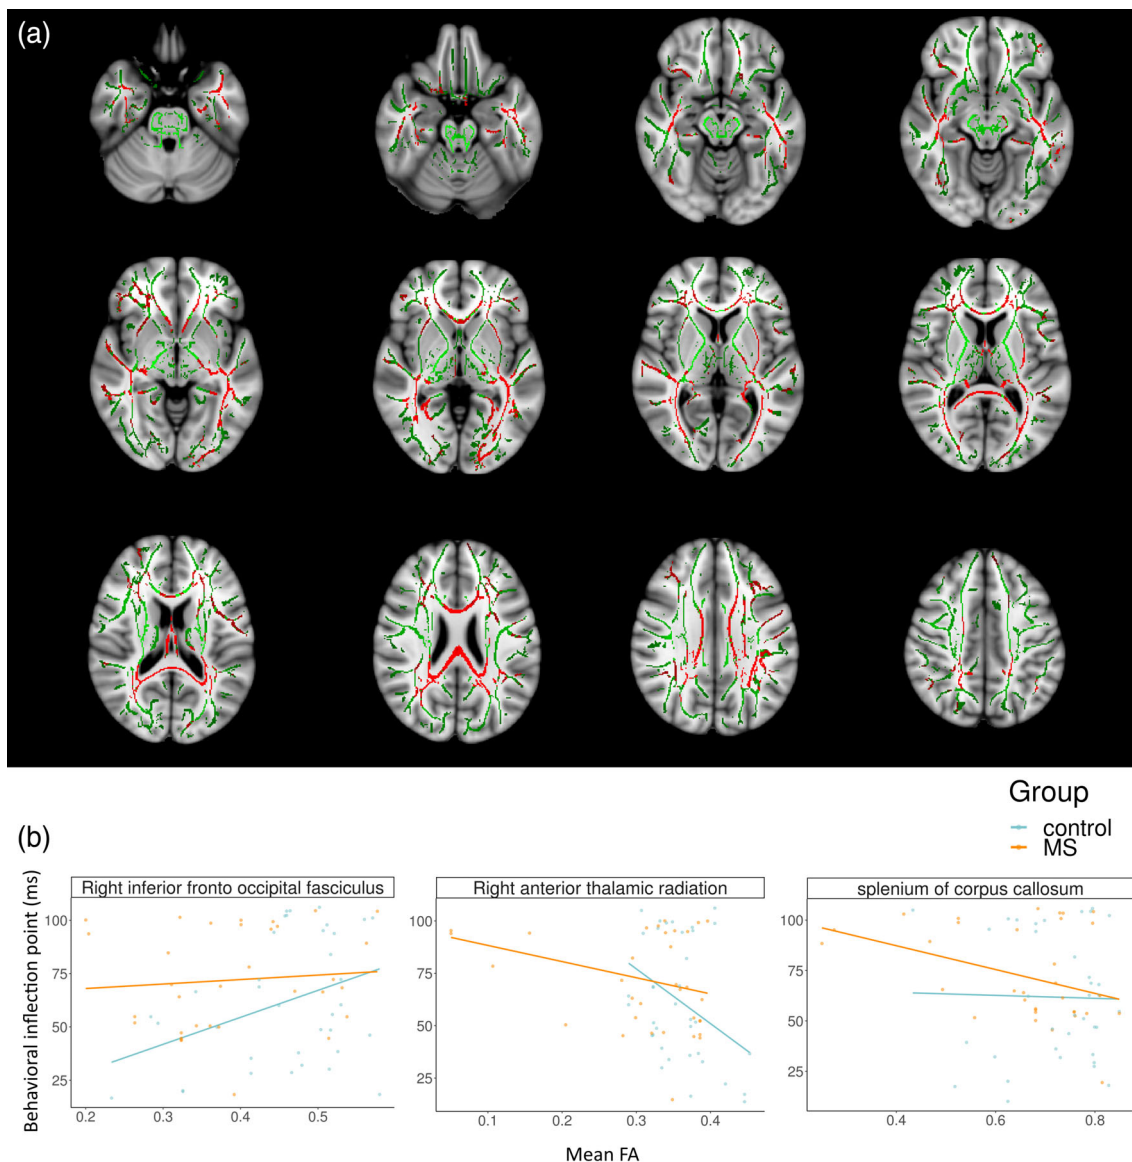 (a)
Group
control
MS
(b)
Behavioral inflection point (ms)
Right inferior fronto occipital fasciculus
Right anterior thalamic radiation
splenium of corpus callosum
100
75
50
25
0.2 0.3 0.4 0.5
100
75
50
25
0.1 0.2 0.3 0.4
100
75
50
25
0.4 0.6 0.8
Mean FA